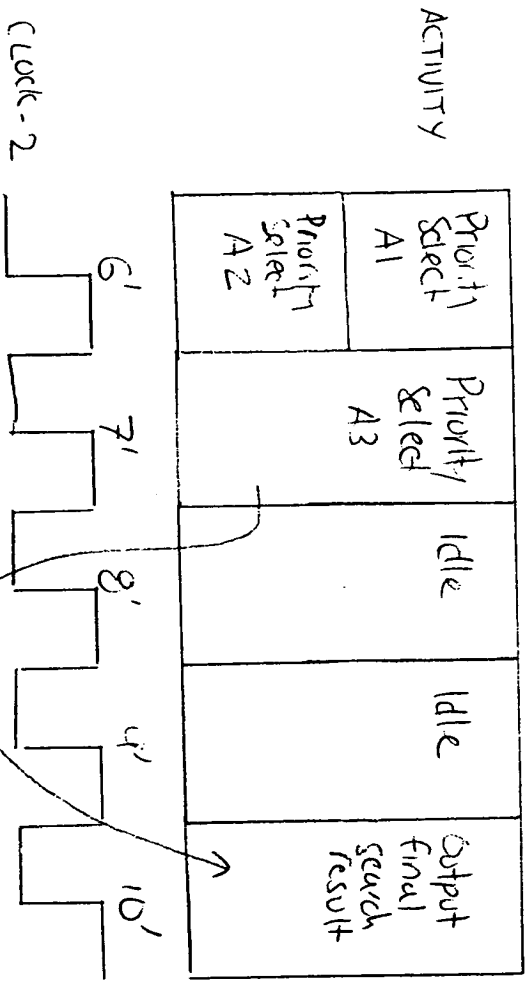 ACTIVITY
Priority
Select
A1
Priority
Select
A2
Priority
Select
A3
Idle
Idle
Output
final
search
result
CLOCK-2
6'
7'
8'
9'
10'